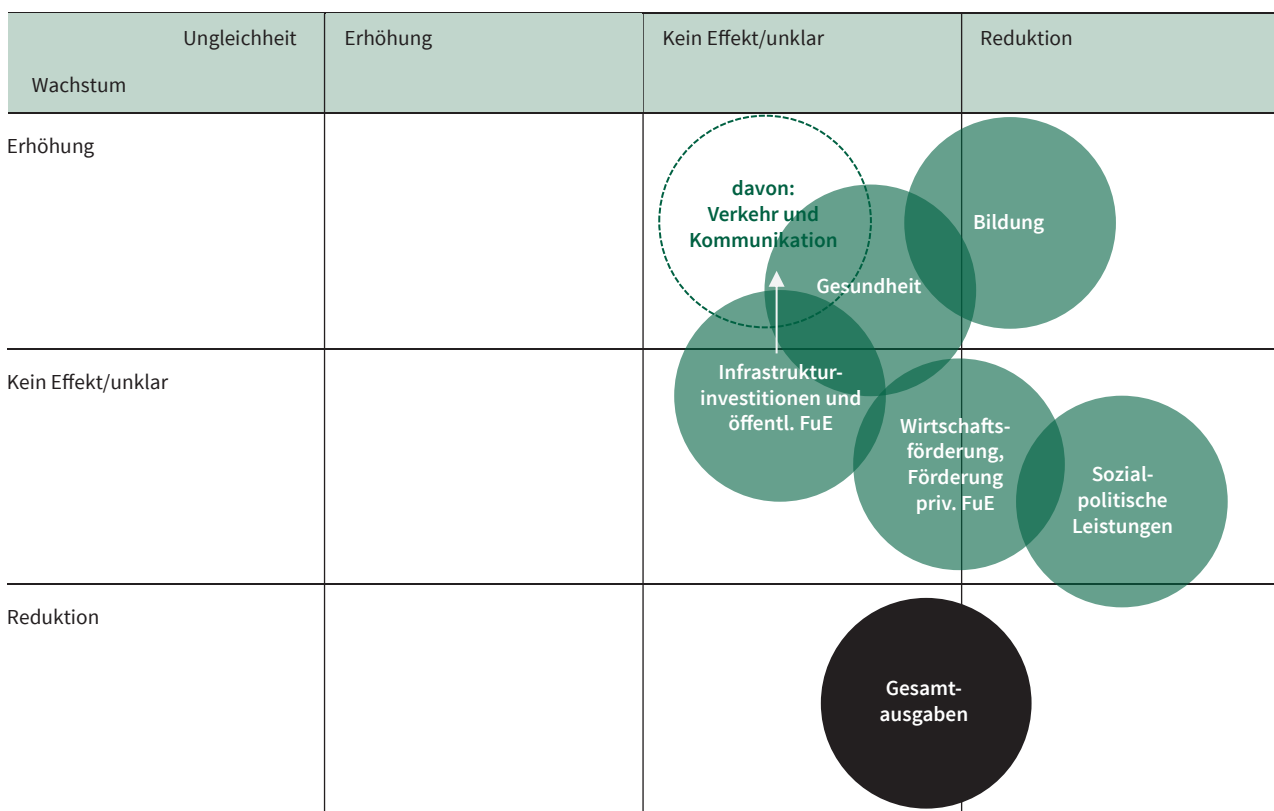 Ungleichheit
Erhöhung
Kein Effekt/unklar
Reduktion
Wachstum
Erhöhung
davon:
Verkehr und
Kommunikation
Bildung
Gesundheit
Kein Effekt/unklar
Infrastruktur-
investitionen und
öffentl. FuE
Wirtschafts-
förderung,
Förderung
priv. FuE
Sozial-
politische
Leistungen
Reduktion
Gesamt-
ausgaben